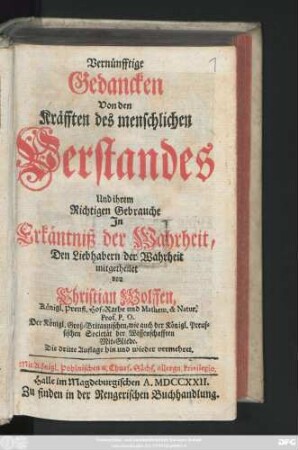 1
Vernünfftige
Gedancken
Von den
Kräfften des menschlichen
Verstandes
Und ihrem
Richtigen Gebrauche
In
Erkäntniß der Wahrheit,
Den Liebhabern der Wahrheit
mitgetheilet
von
Christian Wolffen,
Königl. Preuß. Hof-Rathe und Mathem. & Natur.
Prof. P. O.
Der Königl. Groß-Britannischen, wie auch der Königl. Preus-
sischen Societät der Wissenschafften
Mit-Gliede.
Die dritte Auflage hin und wieder vermehret.
Mit Königl. Pohlnischen u. Churf. Sächs. allergn. Privilegio.
Halle im Magdeburgischen A. MDCCXXII.
Zu finden in der Rengerischen Buchhandlung.